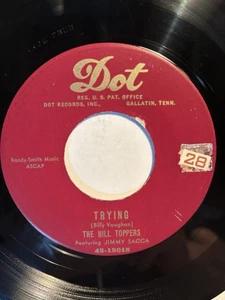 Dot
REG. U. S. PAT. OFFICE
DOT RECORDS, INC., GALLATIN, TENN.
Randy-Smith Music
ASCAP
28
TRYING
(Billy Vaughan)
THE HILL TOPPERS
Featuring JIMMY SACCA
45-15018